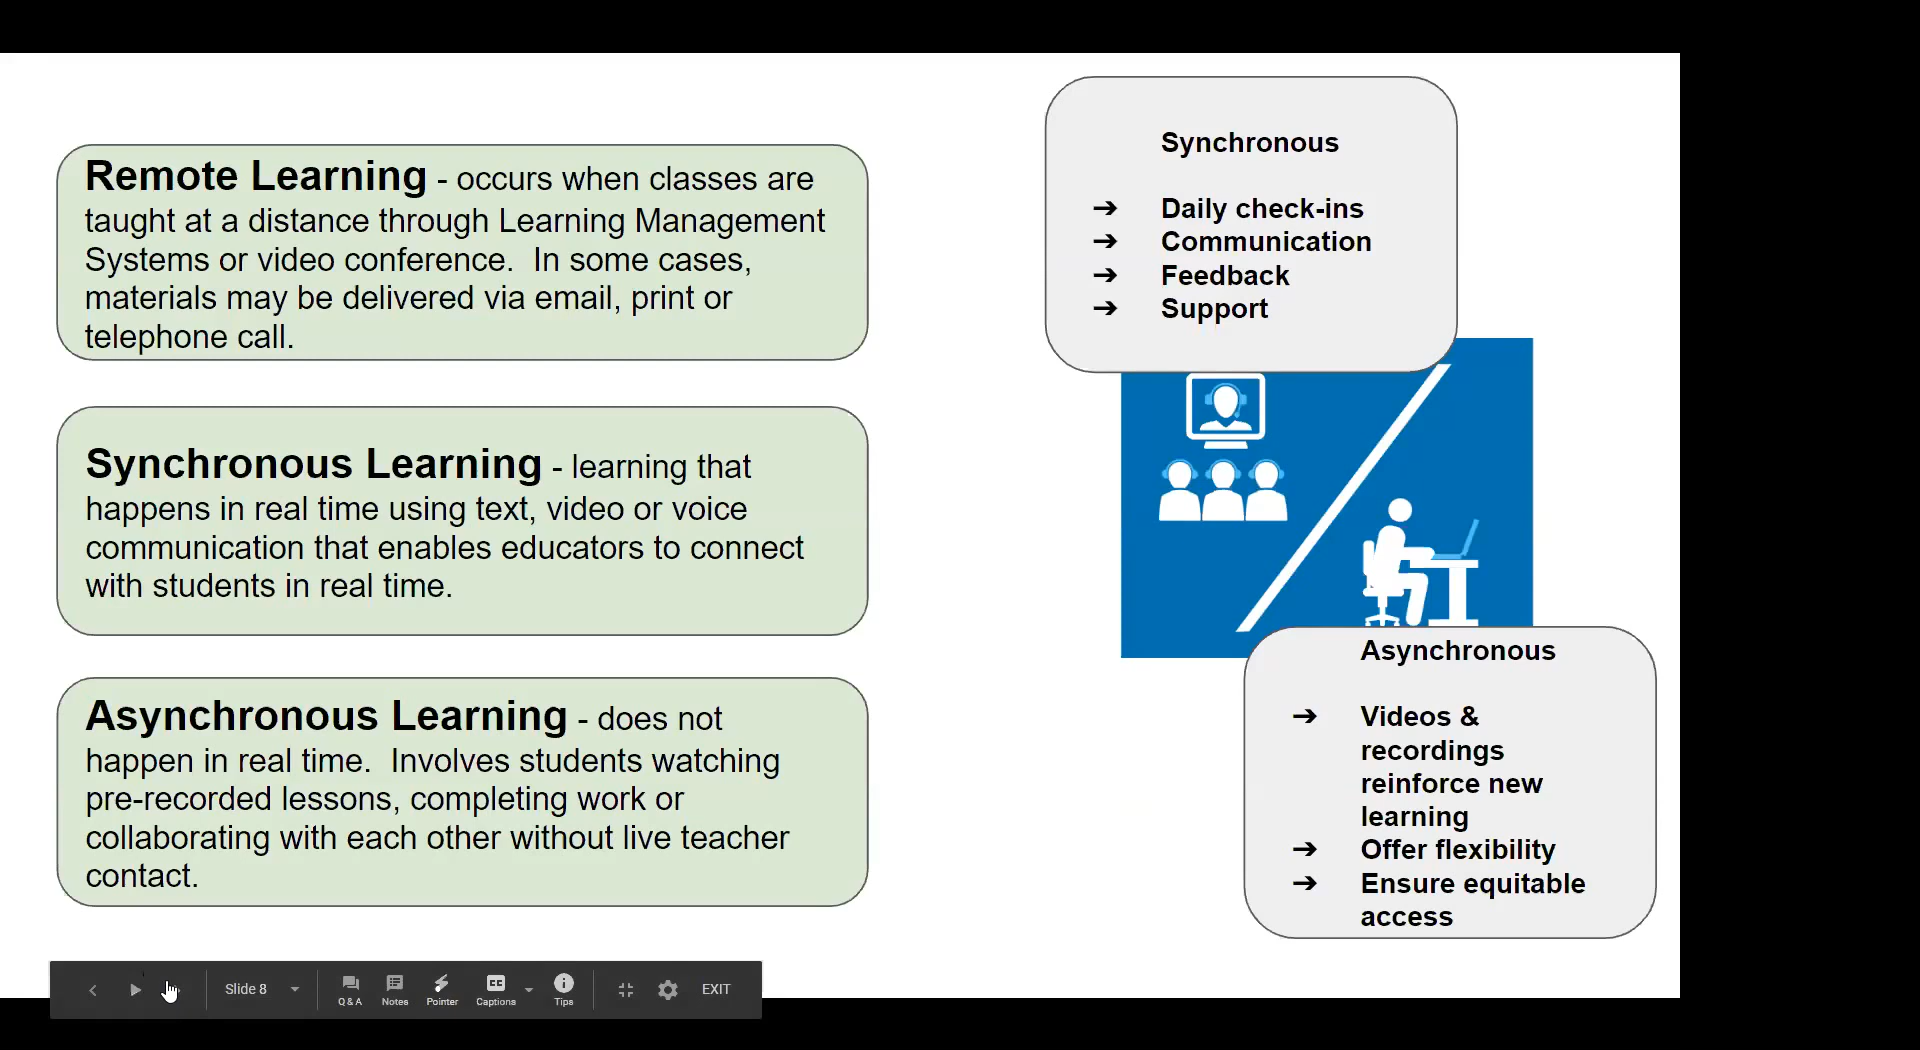 Remote Learning - occurs when classes are
taught at a distance through Learning Management
Systems or video conference.  In some cases,
materials may be delivered via email, print or
telephone call.
Synchronous Learning - learning that
happens in real time using text, video or voice
communication that enables educators to connect
with students in real time.
Asynchronous Learning - does not
happen in real time.  Involves students watching
pre-recorded lessons, completing work or
collaborating with each other without live teacher
contact.
Synchronous
➔ Daily check-ins
➔ Communication
➔ Feedback
➔ Support
Asynchronous
➔ Videos &
recordings
reinforce new
learning
➔ Offer flexibility
➔ Ensure equitable
access
Slide 8
Q & A
Notes
Pointer
CC
Captions
Tips
EXIT